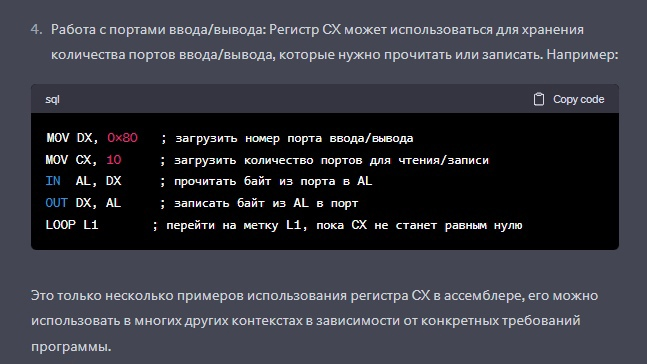 4. Работа с портами ввода/вывода: Регистр CX может использоваться для хранения
количества портов ввода/вывода, которые нужно прочитать или записать. Например:
sql Copy code
MOV DX, 0x80 ; загрузить номер порта ввода/вывода
MOV CX, 10 ; загрузить количество портов для чтения/записи
IN AL, DX ; прочитать байт из порта в AL
OUT DX, AL ; записать байт из AL в порт
LOOP L1 ; перейти на метку L1, пока CX не станет равным нулю
Это только несколько примеров использования регистра CX в ассемблере, его можно
использовать в многих других контекстах в зависимости от конкретных требований
программы.